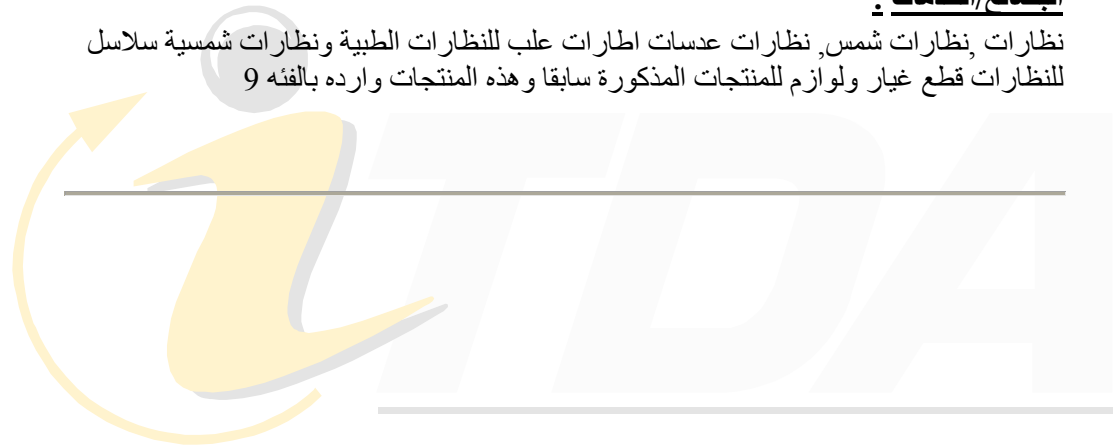 نظارات ,نظارات شمس, نظارات عدسات اطارات علب للنظارات الطبية ونظارات شمسية سلاسل
للنظارات قطع غيار ولوازم للمنتجات المذكورة سابقا وهذه المنتجات وارده بالفئه 9
iTDA